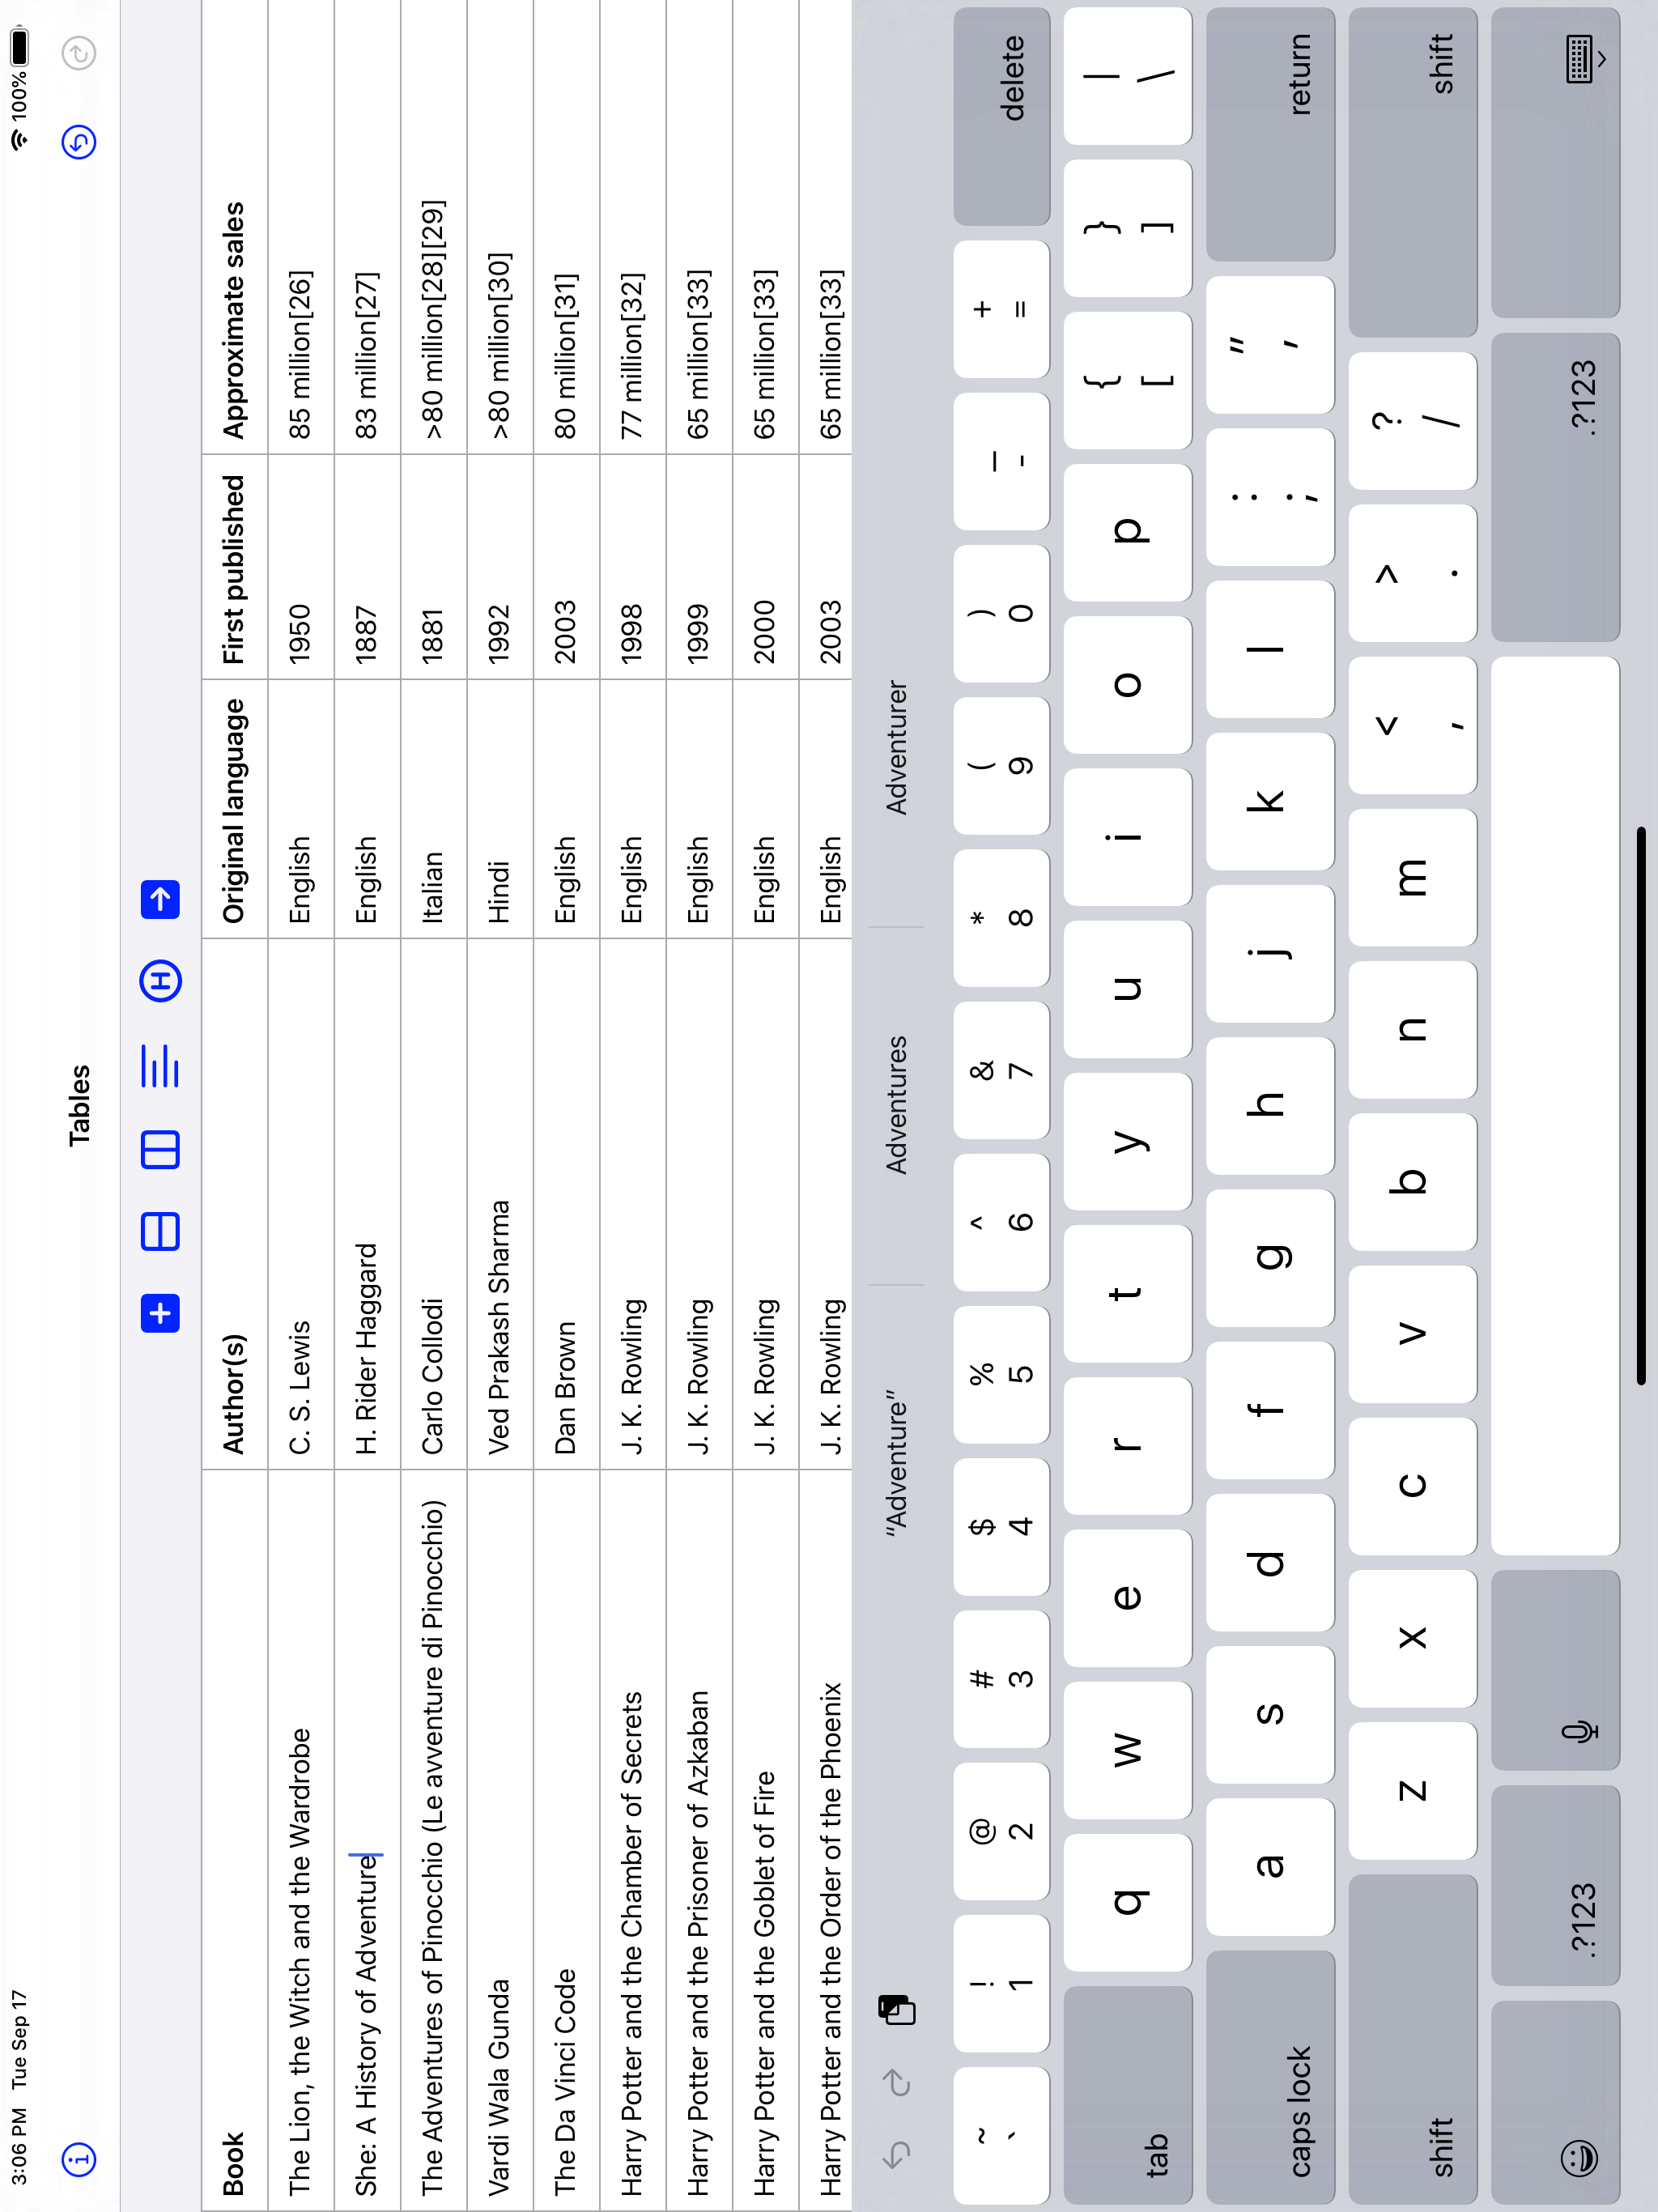 3:06 PM Tue Sep 17 100%
Tables
Book Author(s) Original language First published Approximate sales
The Lion, the Witch and the Wardrobe C. S. Lewis English 1950 85 million[26]
She: A History of Adventure H. Rider Haggard English 1887 83 million[27]
The Adventures of Pinocchio (Le avventure di Pinocchio) Carlo Collodi Italian 1881 >80 million[28][29]
Vardi Wala Gunda Ved Prakash Sharma Hindi 1992 >80 million[30]
The Da Vinci Code Dan Brown English 2003 80 million[31]
Harry Potter and the Chamber of Secrets J. K. Rowling English 1998 77 million[32]
Harry Potter and the Prisoner of Azkaban J. K. Rowling English 1999 65 million[33]
Harry Potter and the Goblet of Fire J. K. Rowling English 2000 65 million[33]
Harry Potter and the Order of the Phoenix J. K. Rowling English 2003 65 million[33]
“Adventure” Adventures Adventurer
~ ! @ # $ % ^ & * ( ) _ +
` 1 2 3 4 5 6 7 8 9 0 - = delete
{ } |
tab q w e r t y u i o p [ ] \
: "
caps lock a s d f g h j k l ; ' return
< > ?
shift z x c v b n m , . / shift
.?123 .?123